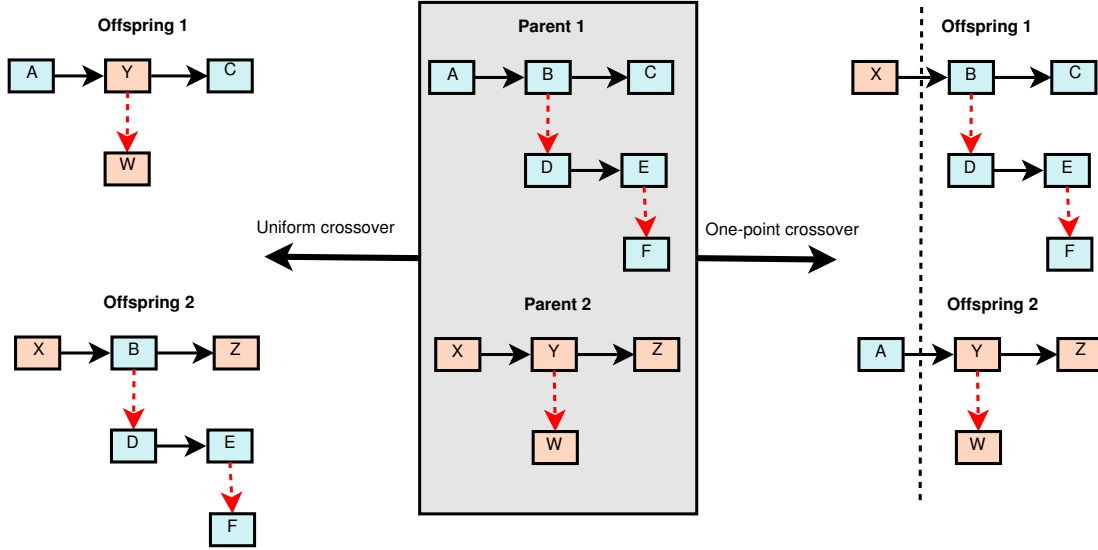 Offspring 1
A
Y
C
W
Uniform crossover
Offspring 2
X
B
Z
D
E
F
Parent 1
A
B
C
D
E
F
Parent 2
X
Y
Z
W
One-point crossover
Offspring 1
X
B
C
D
E
F
Offspring 2
A
Y
Z
W